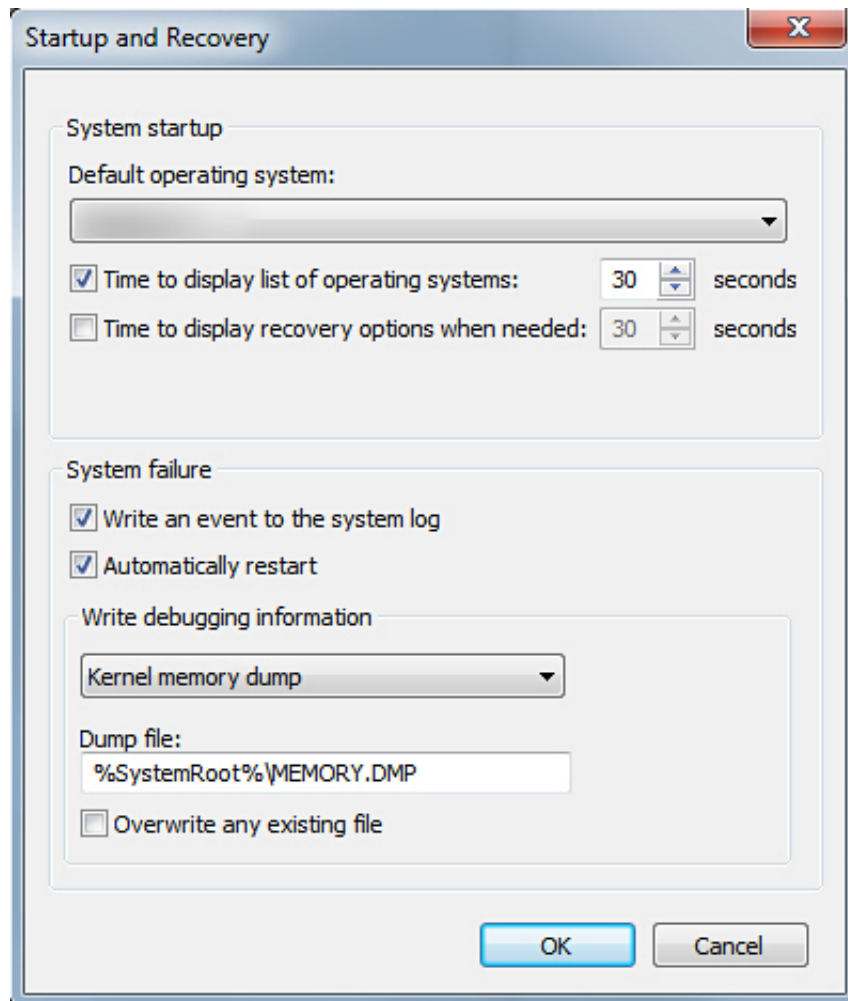 Startup and Recovery
System startup
Default operating system:
Time to display list of operating systems: 30 seconds
Time to display recovery options when needed: 30 seconds
System failure
Write an event to the system log
Automatically restart
Write debugging information
Kernel memory dump
Dump file:
%SystemRoot%\MEMORY.DMP
Overwrite any existing file
OK Cancel